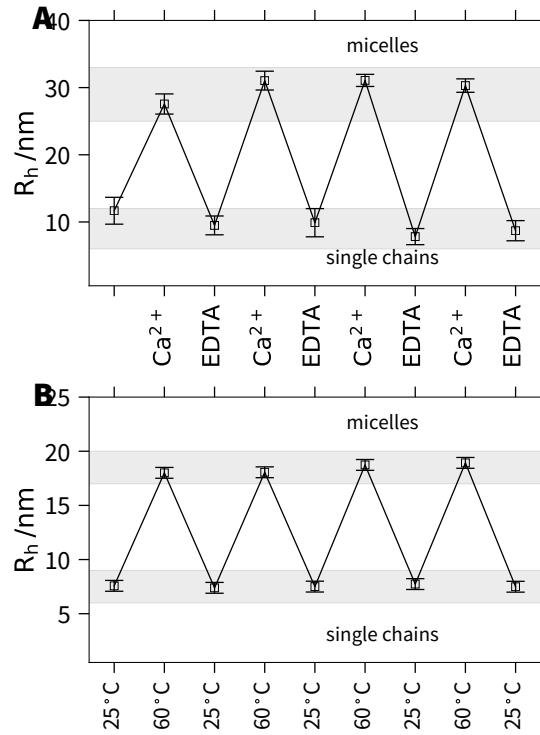 A
40
micelles
30
20
10
R_h /nm
single chains
Ca²⁺ EDTA Ca²⁺ EDTA Ca²⁺ EDTA Ca²⁺ EDTA
B
25
micelles
20
15
10
5
R_h /nm
single chains
25°C 60°C 25°C 60°C 25°C 60°C 25°C 60°C 25°C